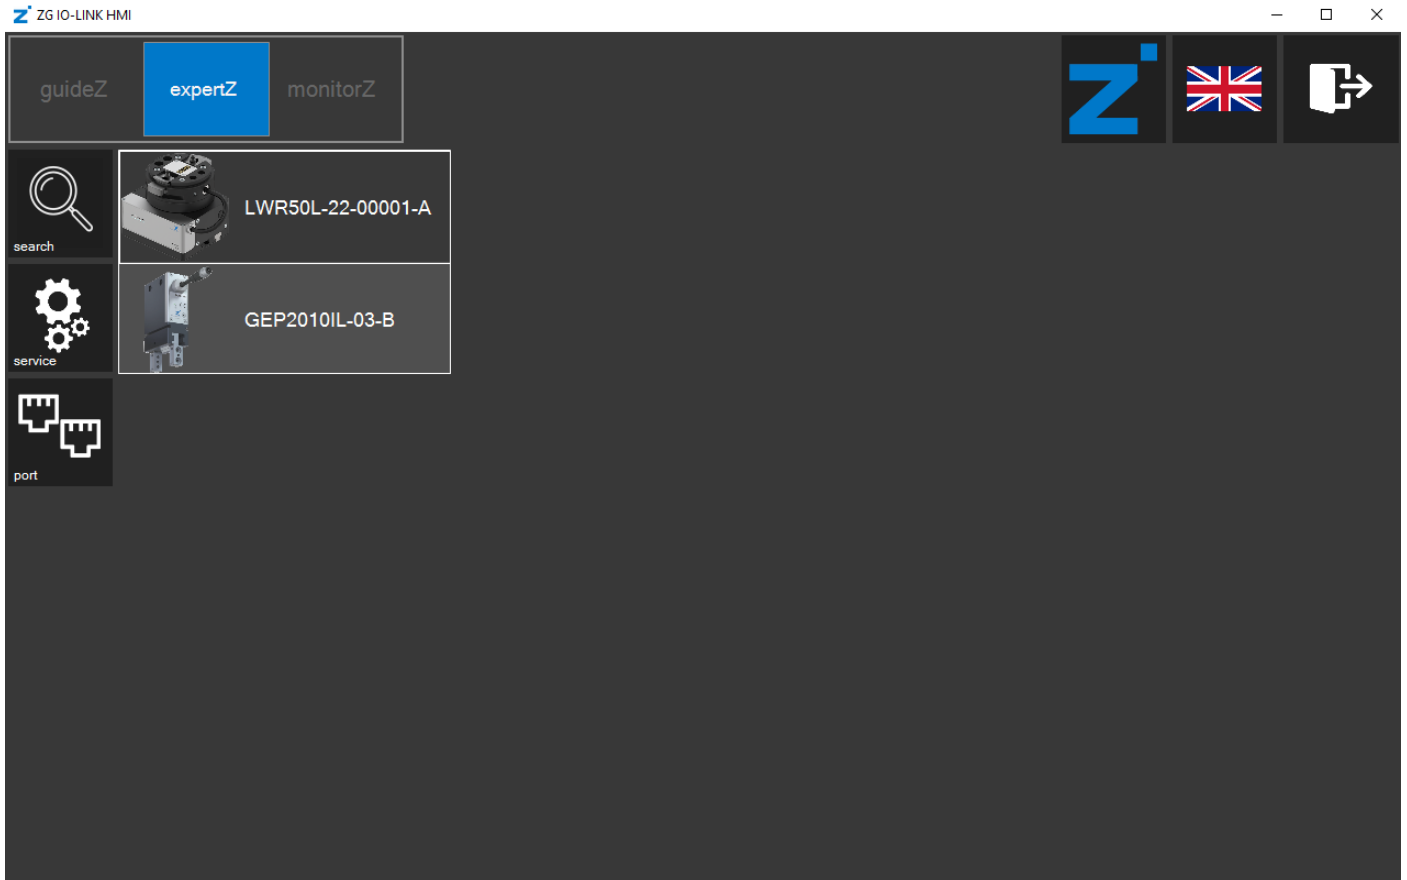 ZG IO-LINK HMI
guideZ
expertZ
monitorZ
search
LWR50L-22-00001-A
service
GEP2010IL-03-B
port